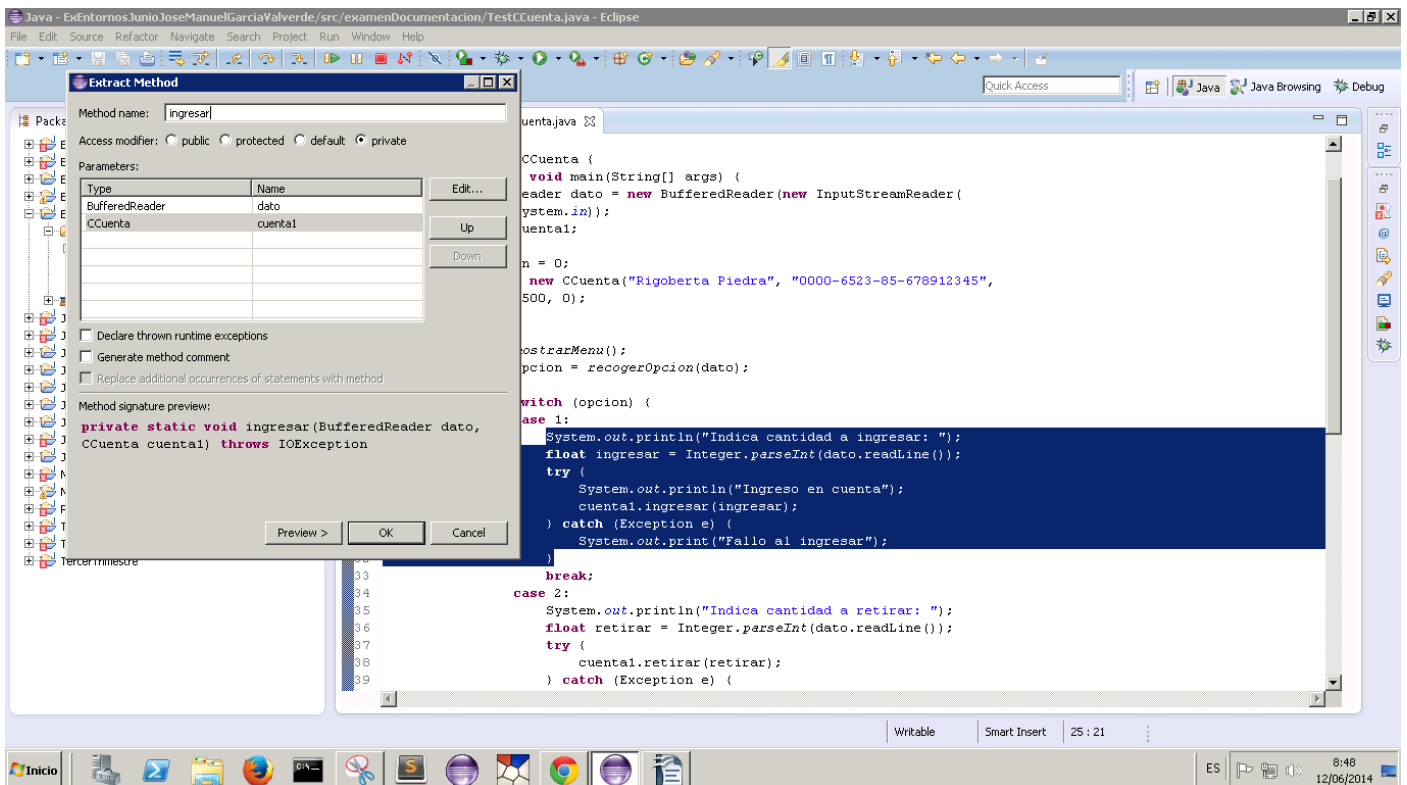 Java - ExEntornosJunioJoseManuelGarciaValverde/src/examenDocumentacion/TestCCuenta.java - Eclipse
File Edit Source Refactor Navigate Search Project Run Window Help
Quick Access
Java
Java Browsing
Debug
Extract Method
Method name: ingresar
Access modifier: public protected default private
Parameters:
Type Name
BufferedReader dato
CCuenta cuenta1
Edit...
Up
Down
Declare thrown runtime exceptions
Generate method comment
Replace additional occurrences of statements with method
Method signature preview:
private static void ingresar(BufferedReader dato,
CCuenta cuenta1) throws IOException
Preview >
OK
Cancel
Packa
TercerTrimestre
uenta.java
CCuenta {
void main(String[] args) {
eader dato = new BufferedReader(new InputStreamReader(
ystem.in));
uenta1;
n = 0;
new CCuenta("Rigoberta Piedra", "0000-6523-85-678912345",
500, 0);
ostrarMenu();
pcion = recogerOpcion(dato);
witch (opcion) {
ase 1:
System.out.println("Indica cantidad a ingresar: ");
float ingresar = Integer.parseInt(dato.readLine());
try {
System.out.println("Ingreso en cuenta");
cuenta1.ingresar(ingresar);
} catch (Exception e) {
System.out.print("Fallo al ingresar");
}
33 break;
34 case 2:
35 System.out.println("Indica cantidad a retirar: ");
36 float retirar = Integer.parseInt(dato.readLine());
37 try {
38 cuenta1.retirar(retirar);
39 } catch (Exception e) {
Writable
Smart Insert
25 : 21
Inicio
ES
8:48
12/06/2014